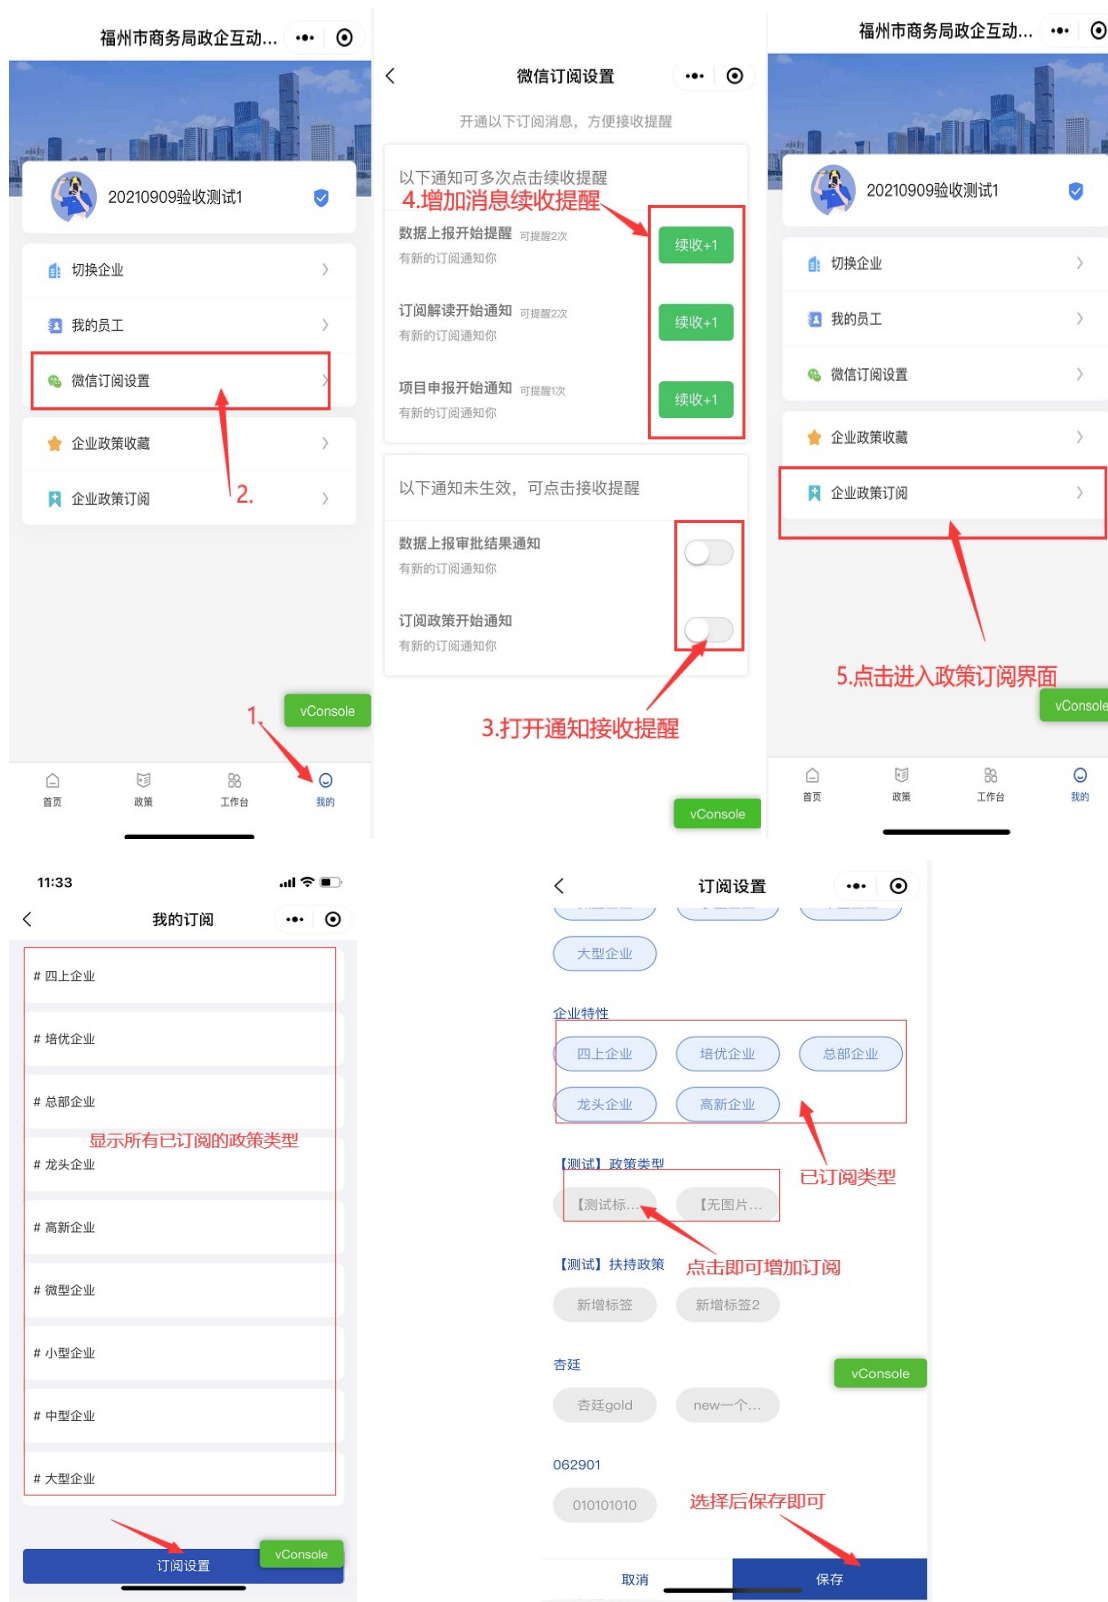 福州市商务局政企互动...
20210909验收测试1
切换企业
我的员工
微信订阅设置
企业政策收藏
企业政策订阅
2.
1.
vConsole
首页
政策
工作台
我的
微信订阅设置
开通以下订阅消息，方便接收提醒
以下通知可多次点击续收提醒
4.增加消息续收提醒
数据上报开始提醒 可提醒2次
有新的订阅通知你
续收+1
订阅解读开始通知 可提醒2次
有新的订阅通知你
续收+1
项目申报开始通知 可提醒1次
有新的订阅通知你
续收+1
以下通知未生效，可点击接收提醒
数据上报审批结果通知
有新的订阅通知你
订阅政策开始通知
有新的订阅通知你
3.打开通知接收提醒
vConsole
福州市商务局政企互动...
20210909验收测试1
切换企业
我的员工
微信订阅设置
企业政策收藏
企业政策订阅
5.点击进入政策订阅界面
vConsole
首页
政策
工作台
我的
11:33
我的订阅
# 四上企业
# 培优企业
# 总部企业
显示所有已订阅的政策类型
# 龙头企业
# 高新企业
# 微型企业
# 小型企业
# 中型企业
# 大型企业
订阅设置
vConsole
订阅设置
大型企业
企业特性
四上企业 培优企业 总部企业
龙头企业 高新企业
【测试】政策类型
已订阅类型
【测试标... 【无图片...
【测试】扶持政策
点击即可增加订阅
新增标签 新增标签2
杏廷
vConsole
杏廷gold new一个...
062901
010101010
选择后保存即可
取消
保存